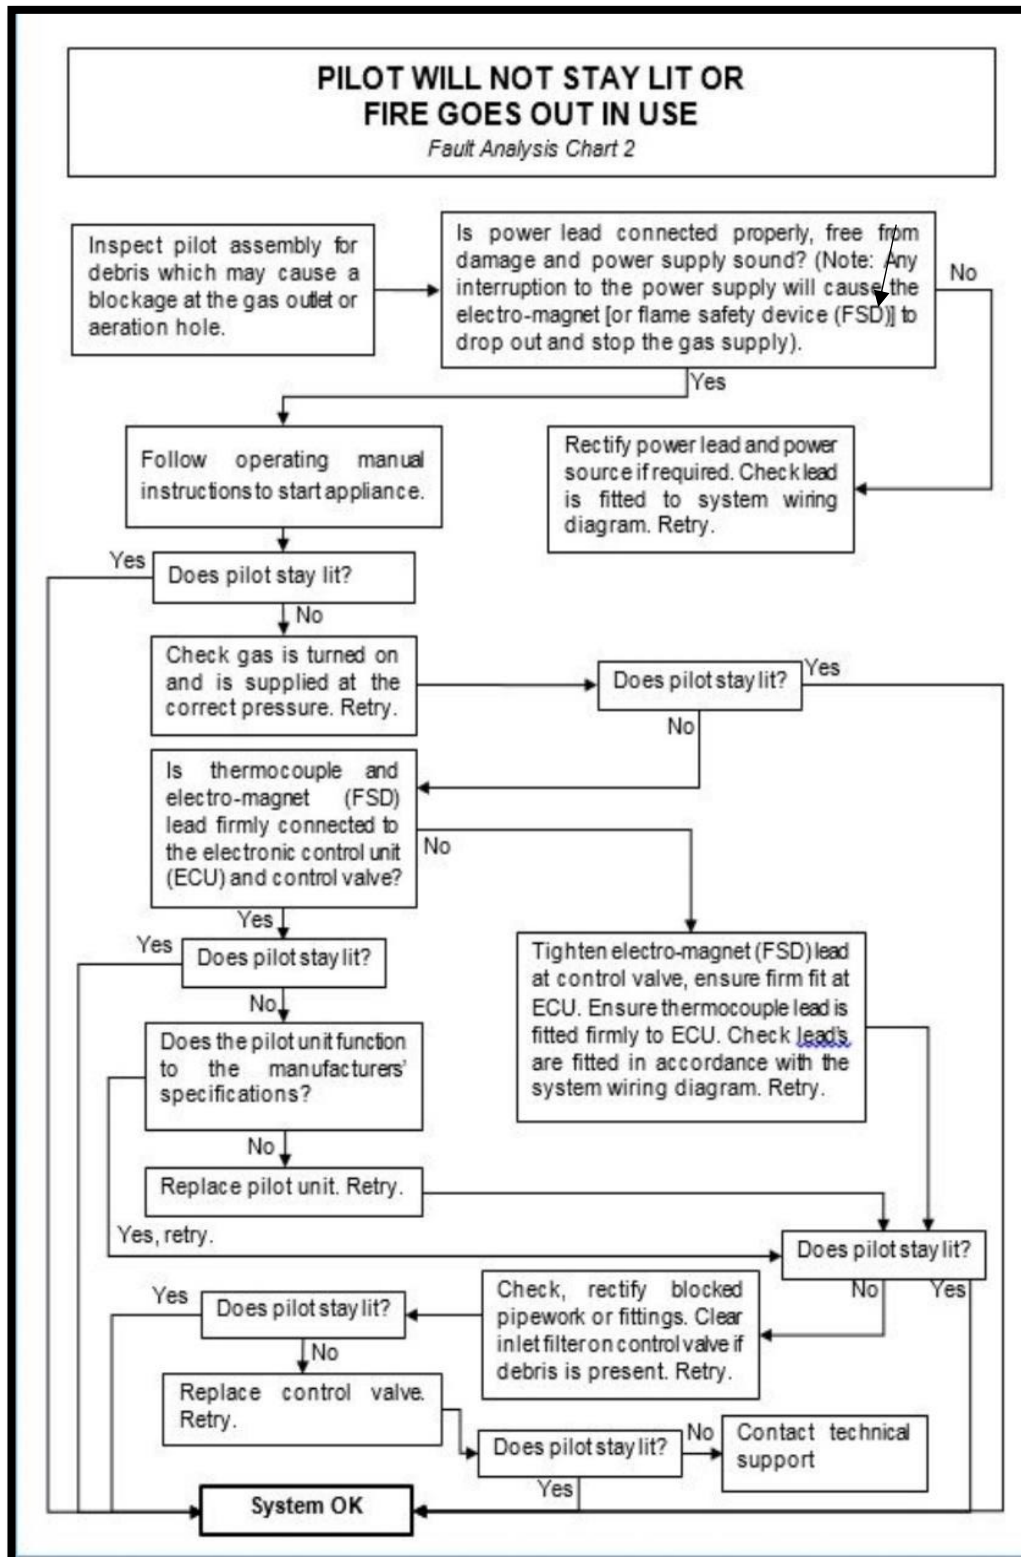 PILOT WILL NOT STAY LIT OR
FIRE GOES OUT IN USE
Fault Analysis Chart 2
Inspect pilot assembly for
debris which may cause a
blockage at the gas outlet or
aeration hole.
Is power lead connected properly, free from
damage and power supply sound? (Note: Any
interruption to the power supply will cause the
electro-magnet [or flame safety device (FSD)] to
drop out and stop the gas supply).
No
Yes
Follow operating manual
instructions to start appliance.
Rectify power lead and power
source if required. Check lead
is fitted to system wiring
diagram. Retry.
Yes
Does pilot stay lit?
No
Check gas is turned on
and is supplied at the
correct pressure. Retry.
Does pilot stay lit?
Yes
No
Is thermocouple and
electro-magnet (FSD)
lead firmly connected to
the electronic control unit
(ECU) and control valve?
No
Yes
Yes
Does pilot stay lit?
No
Tighten electro-magnet (FSD) lead
at control valve, ensure firm fit at
ECU. Ensure thermocouple lead is
fitted firmly to ECU. Check lead's
are fitted in accordance with the
system wiring diagram. Retry.
Does the pilot unit function
to the manufacturers'
specifications?
No
Replace pilot unit. Retry.
Yes, retry.
Does pilot stay lit?
No
Yes
Check, rectify blocked
pipework or fittings. Clear
inlet filter on control valve if
debris is present. Retry.
Yes
Does pilot stay lit?
No
Replace control valve.
Retry.
Does pilot stay lit?
No
Contact technical
support
Yes
System OK